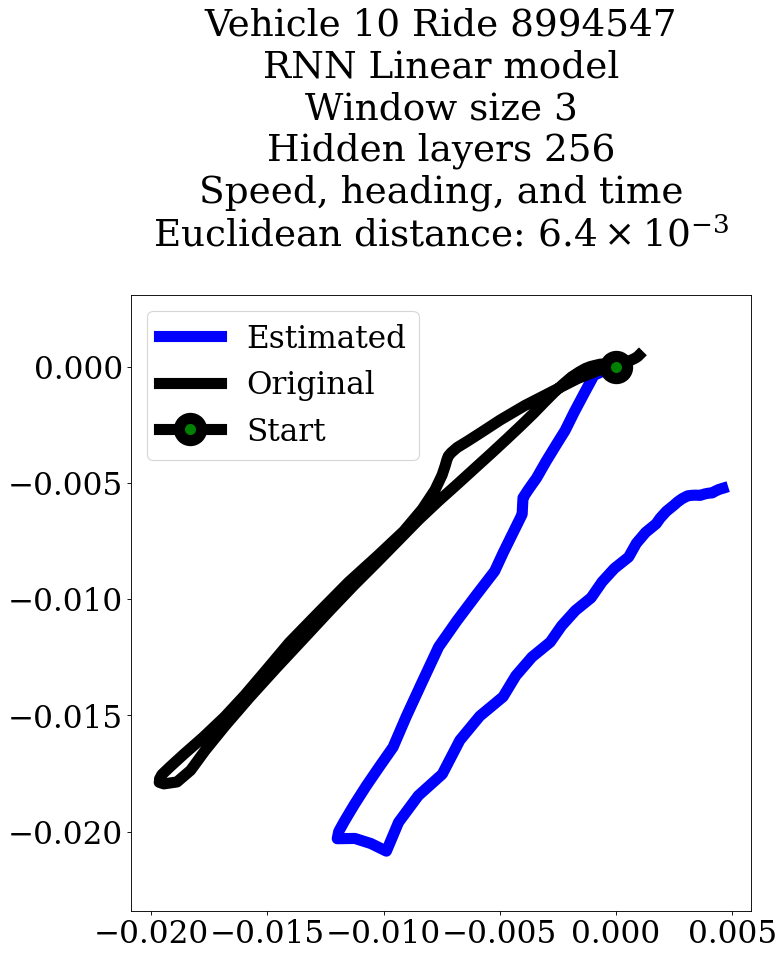 Vehicle 10 Ride 8994547
RNN Linear model
Window size 3
Hidden layers 256
Speed, heading, and time
Euclidean distance: 6.4 × 10⁻³
Estimated
Original
Start
0.000
−0.005
−0.010
−0.015
−0.020
−0.020 −0.015 −0.010 −0.005 0.000 0.005